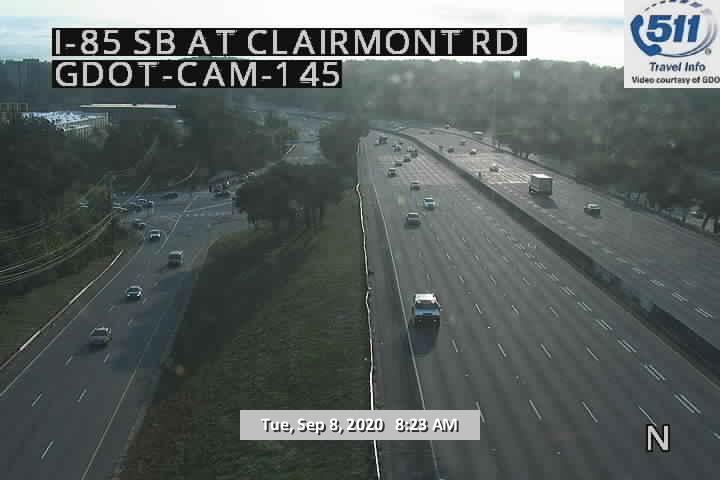 I-85 SB AT CLAIRMONT RD
GDOT-CAM-145
511
Travel Info
Video courtesy of GDO
Tue, Sep 8, 2020 8:23 AM
N